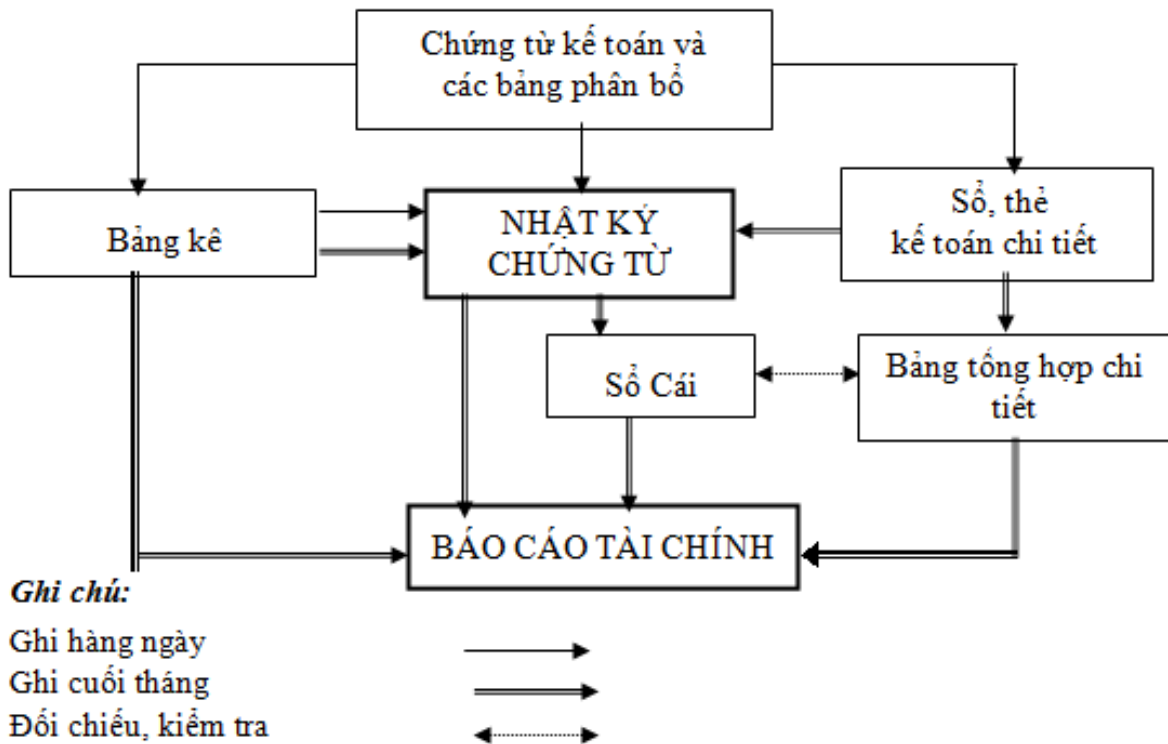 Chứng từ kế toán và
các bảng phân bổ
Bảng kê
NHẬT KÝ
CHỨNG TỪ
Sổ, thẻ
kế toán chi tiết
Sổ Cái
Bảng tổng hợp chi
tiết
BÁO CÁO TÀI CHÍNH
Ghi chú:
Ghi hàng ngày
Ghi cuối tháng
Đối chiếu, kiểm tra